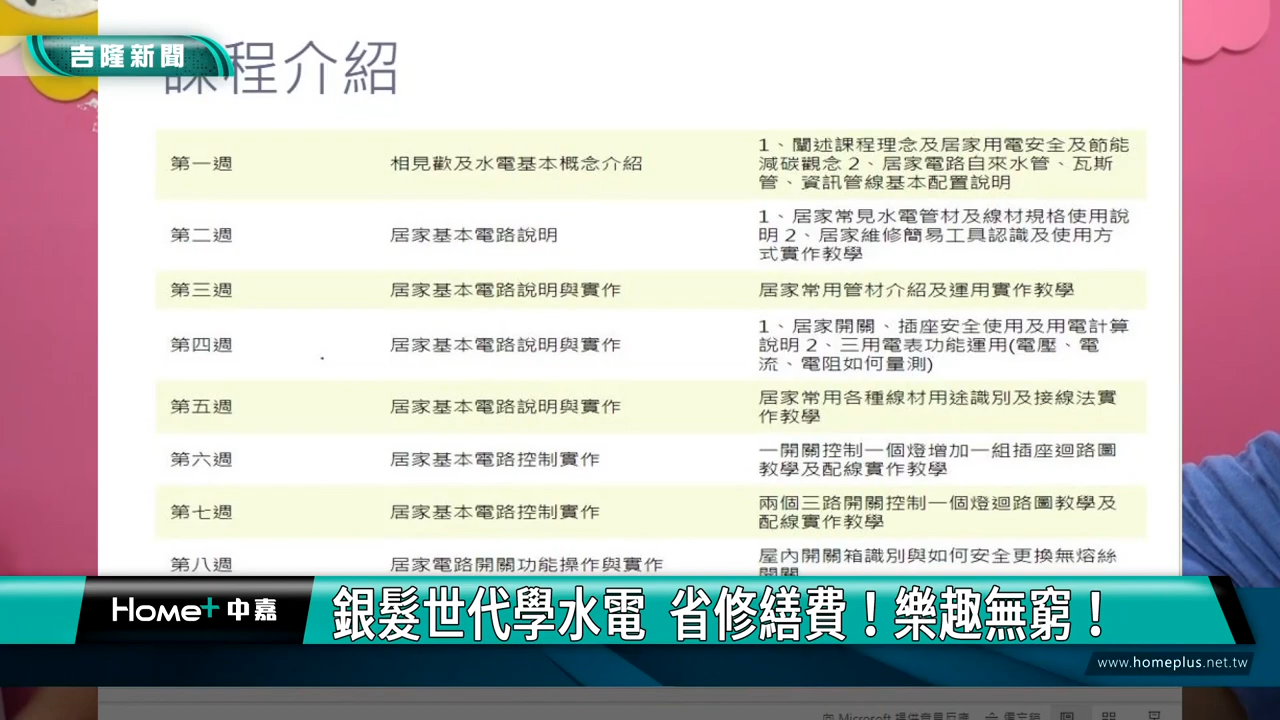 吉隆新聞
課程介紹
第一週
相見歡及水電基本概念介紹
1、闡述課程理念及居家用電安全及節能
減碳觀念 2、居家電路自來水管、瓦斯
管、資訊管線基本配置說明
第二週
居家基本電路說明
1、居家常見水電管材及線材規格使用說
明 2、居家維修簡易工具認識及使用方
式實作教學
第三週
居家基本電路說明與實作
居家常用管材介紹及運用實作教學
第四週
居家基本電路說明與實作
1、居家開關、插座安全使用及用電計算
說明 2、三用電表功能運用(電壓、電
流、電阻如何量測)
第五週
居家基本電路說明與實作
居家常用各種線材用途識別及接線法實
作教學
第六週
居家基本電路控制實作
一開關控制一個燈增加一組插座迴路圖
教學及配線實作教學
第七週
居家基本電路控制實作
兩個三路開關控制一個燈迴路圖教學及
配線實作教學
第八週
居家電路開關功能操作與實作
屋內開關箱識別與如何安全更換無熔絲
開關
Home+ 中嘉
銀髮世代學水電 省修繕費！樂趣無窮！
www.homeplus.net.tw